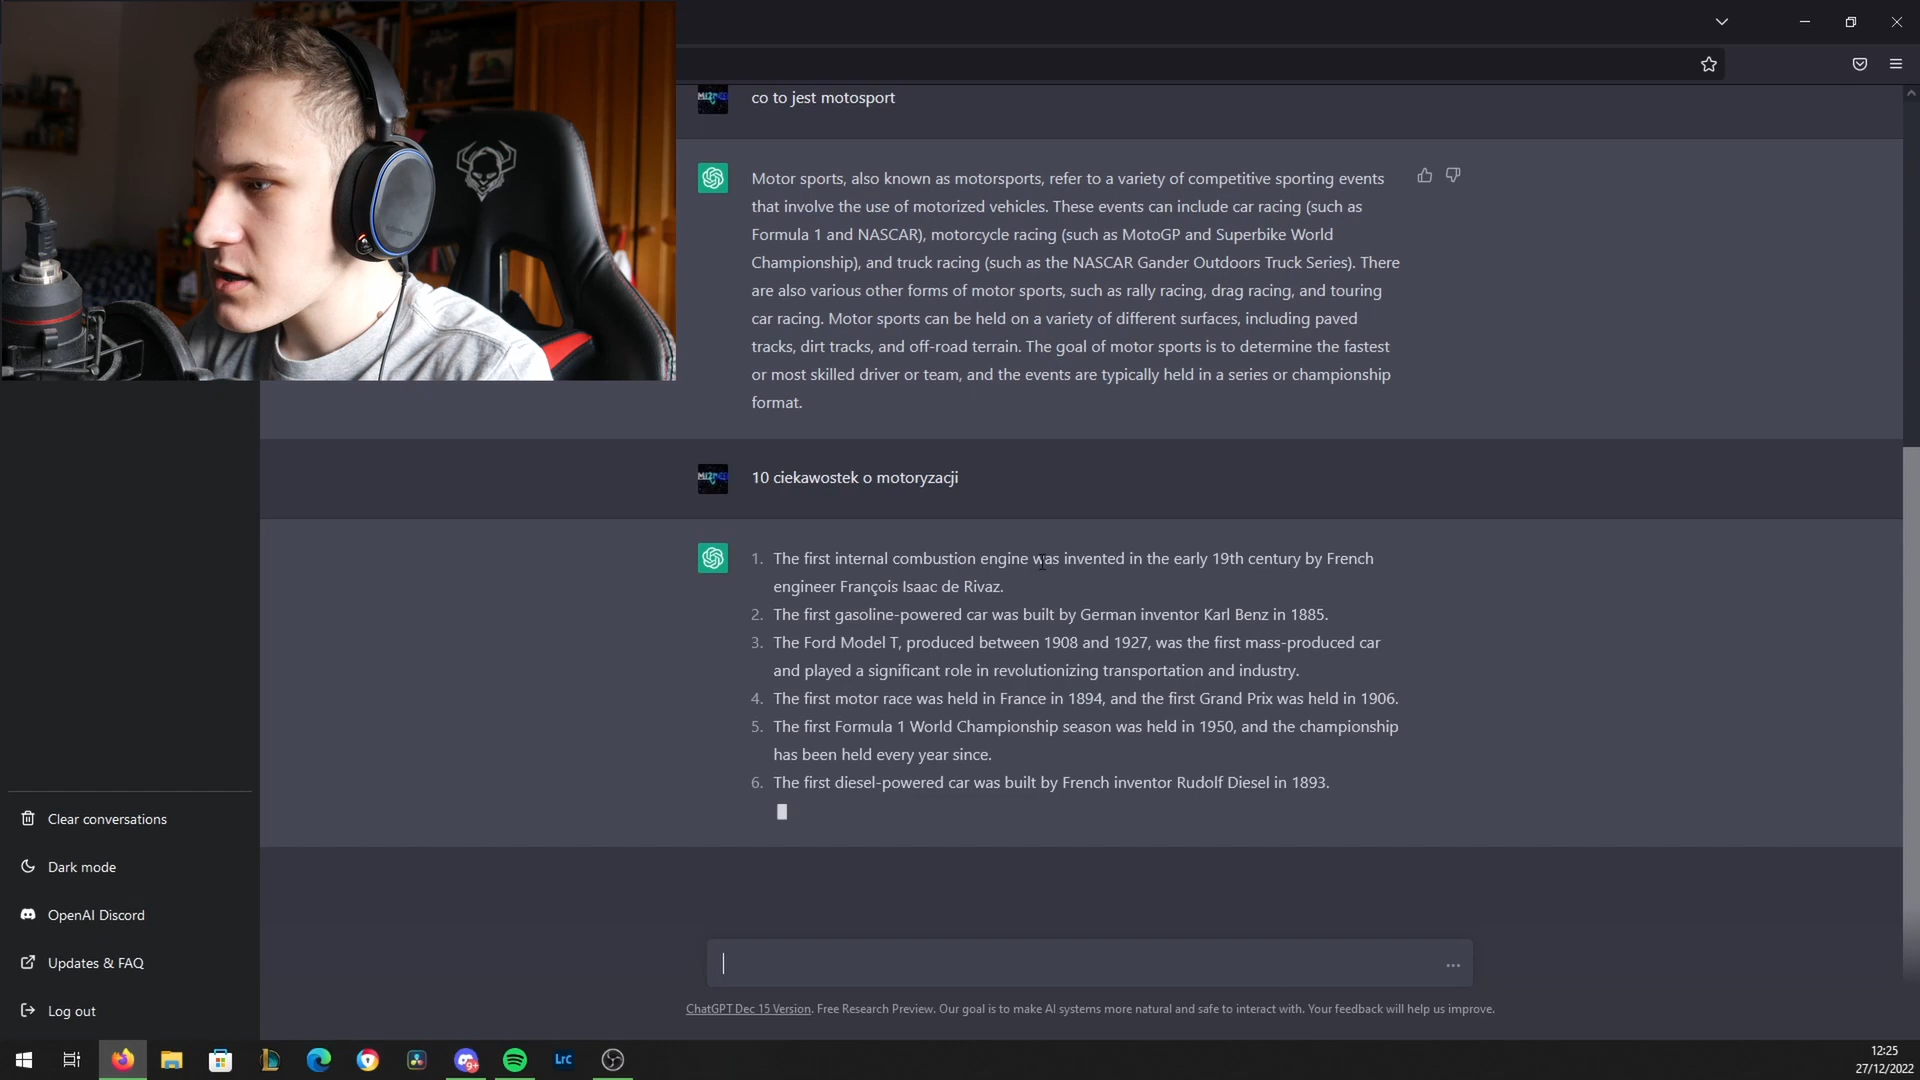 co to jest motosport
Motor sports, also known as motorsports, refer to a variety of competitive sporting events
that involve the use of motorized vehicles. These events can include car racing (such as
Formula 1 and NASCAR), motorcycle racing (such as MotoGP and Superbike World
Championship), and truck racing (such as the NASCAR Gander Outdoors Truck Series). There
are also various other forms of motor sports, such as rally racing, drag racing, and touring
car racing. Motor sports can be held on a variety of different surfaces, including paved
tracks, dirt tracks, and off-road terrain. The goal of motor sports is to determine the fastest
or most skilled driver or team, and the events are typically held in a series or championship
format.
10 ciekawostek o motoryzacji
1. The first internal combustion engine was invented in the early 19th century by French
engineer François Isaac de Rivaz.
2. The first gasoline-powered car was built by German inventor Karl Benz in 1885.
3. The Ford Model T, produced between 1908 and 1927, was the first mass-produced car
and played a significant role in revolutionizing transportation and industry.
4. The first motor race was held in France in 1894, and the first Grand Prix was held in 1906.
5. The first Formula 1 World Championship season was held in 1950, and the championship
has been held every year since.
6. The first diesel-powered car was built by French inventor Rudolf Diesel in 1893.
Clear conversations
Dark mode
OpenAI Discord
Updates & FAQ
Log out
ChatGPT Dec 15 Version. Free Research Preview. Our goal is to make AI systems more natural and safe to interact with. Your feedback will help us improve.
9+
LrC
12:25
27/12/2022